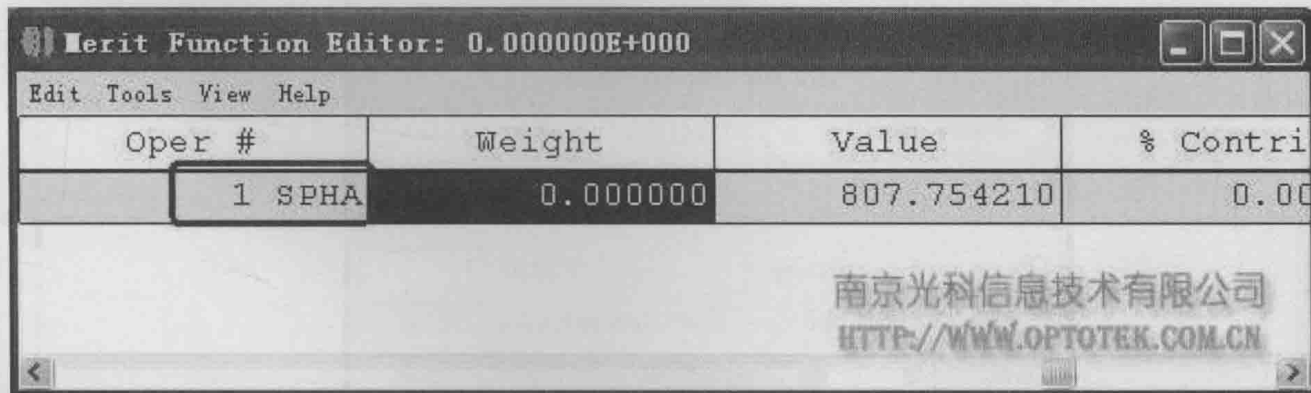 Merit Function Editor: 0.000000E+000
Edit Tools View Help
Oper # Weight Value % Contri
1 SPHA 0.000000 807.754210 0.00
南京光科信息技术有限公司
HTTP://WWW.OPTOTEK.COM.CN